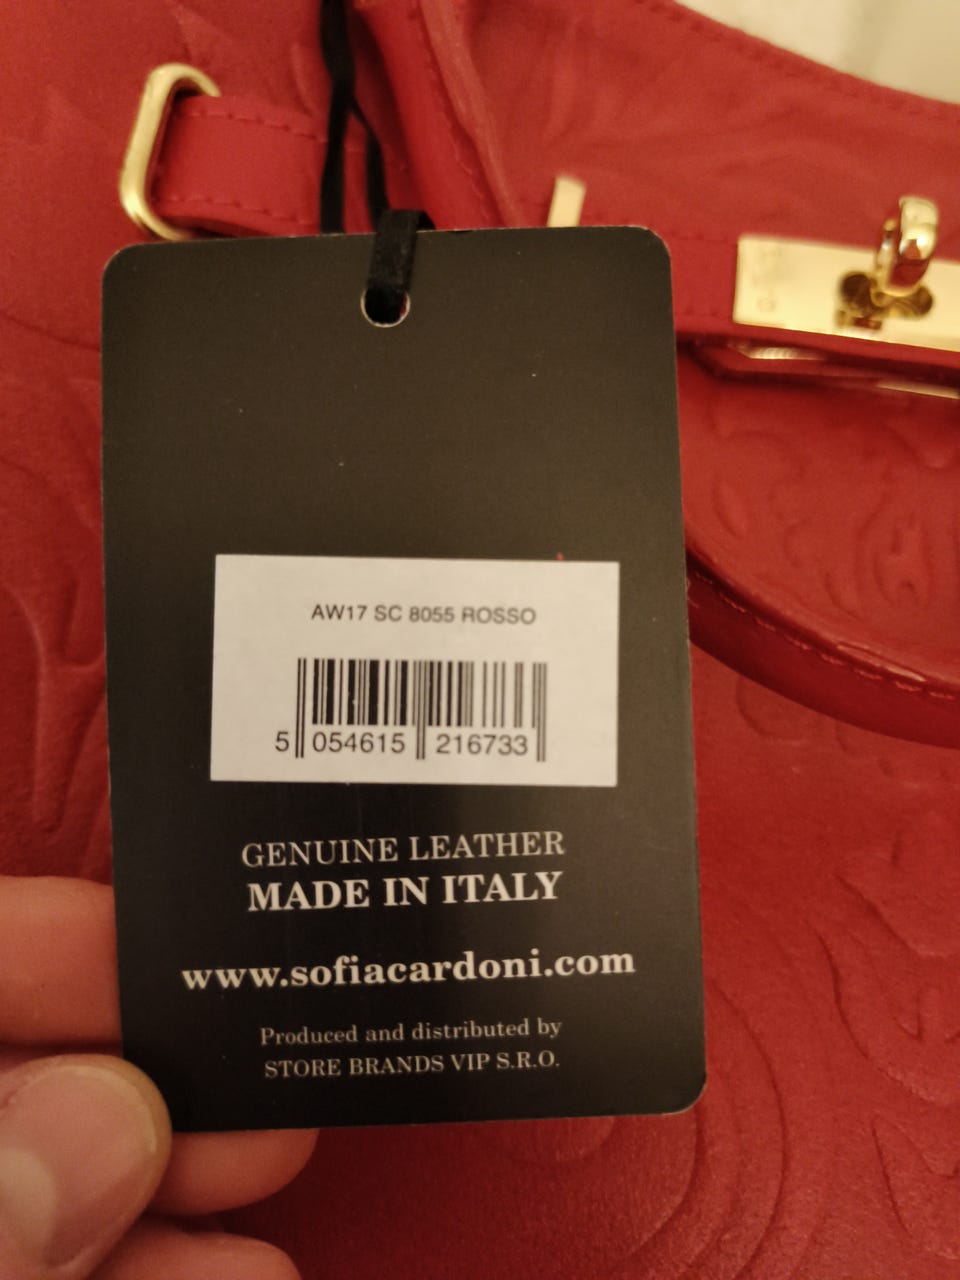 AW17 SC 8055 ROSSO
5 054615 216733
GENUINE LEATHER
MADE IN ITALY
www.sofiacardoni.com
Produced and distributed by
STORE BRANDS VIP S.R.O.